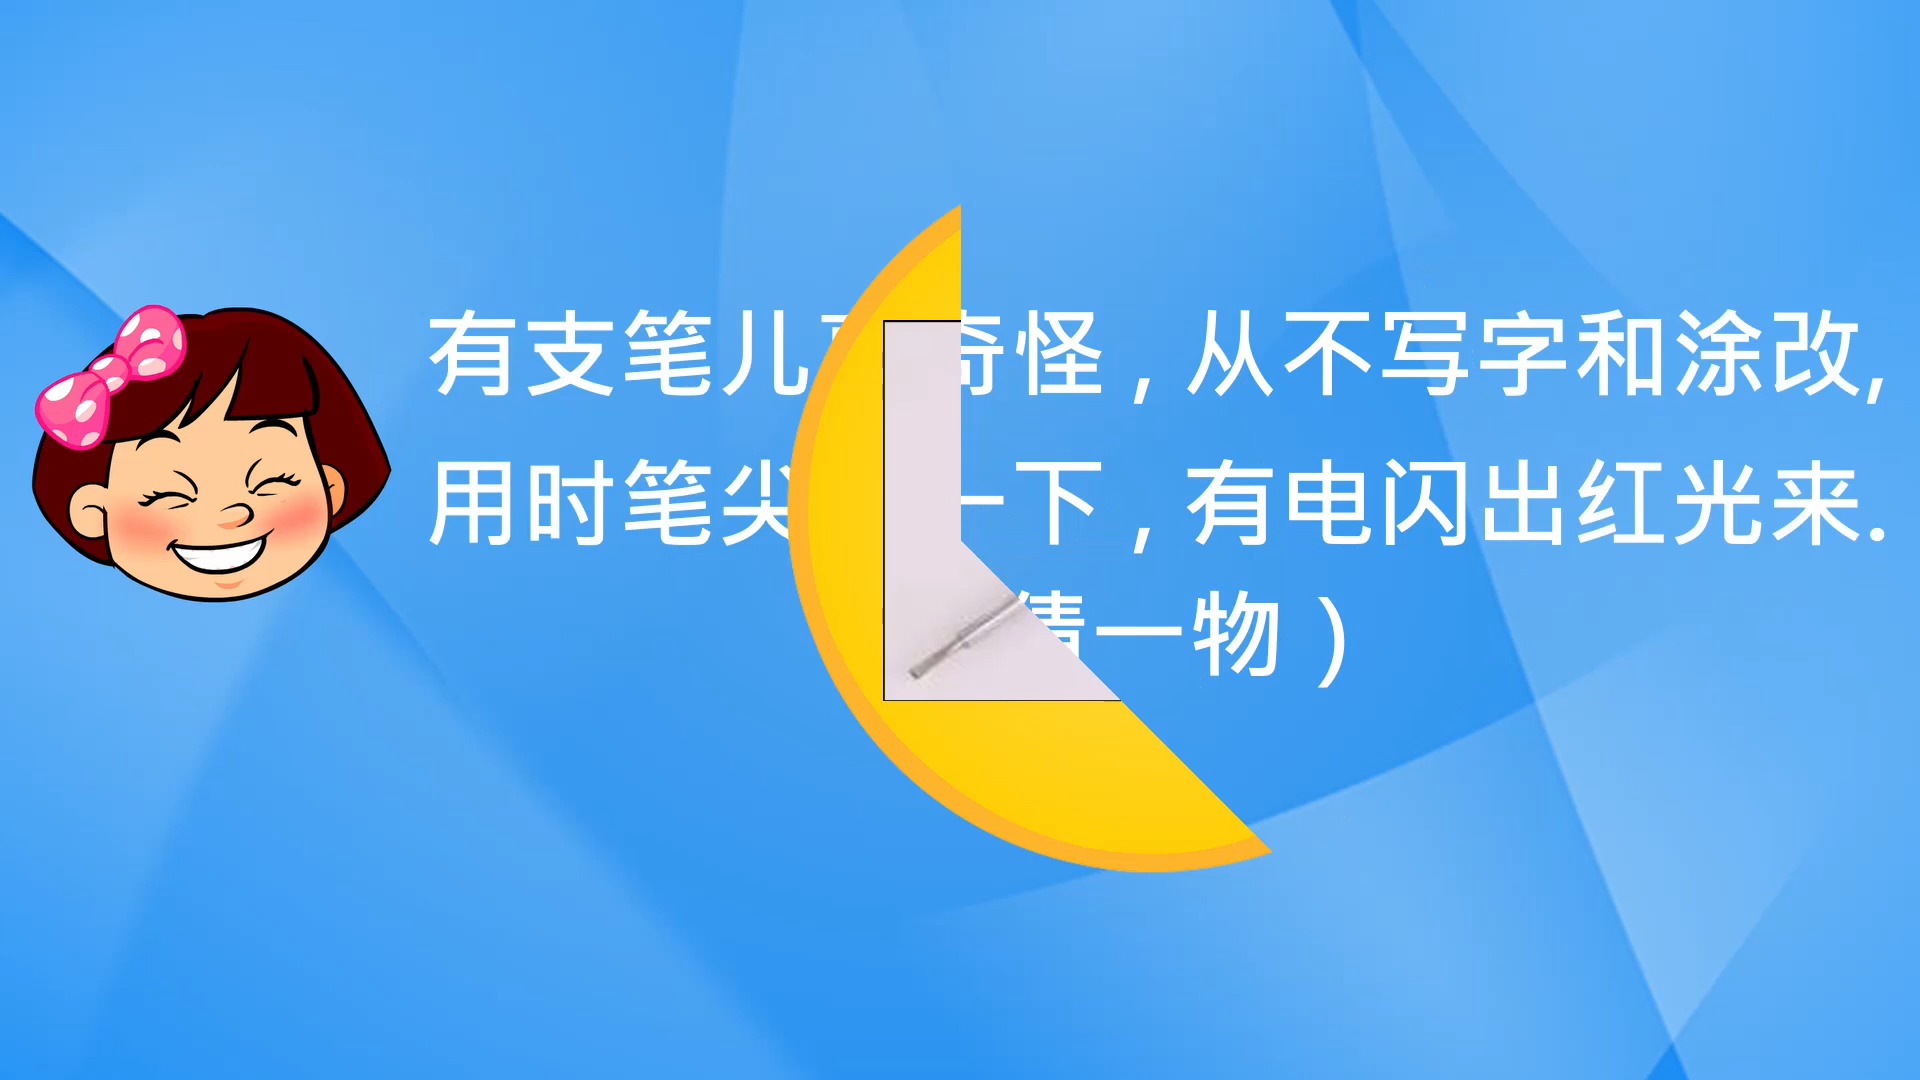 有支笔儿 奇怪，从不写字和涂改,
用时笔尖 一下，有电闪出红光来.
猜一物）